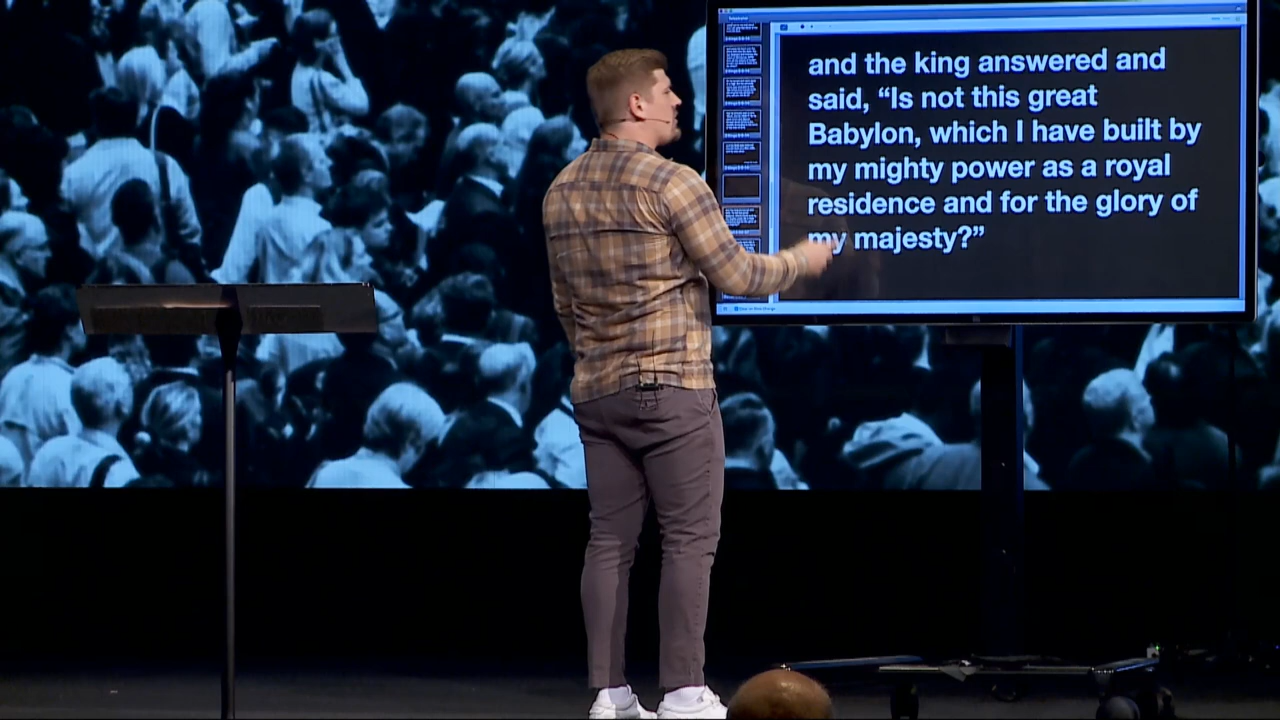 and the king answered and
said, “Is not this great
Babylon, which I have built by
my mighty power as a royal
residence and for the glory of
my majesty?”